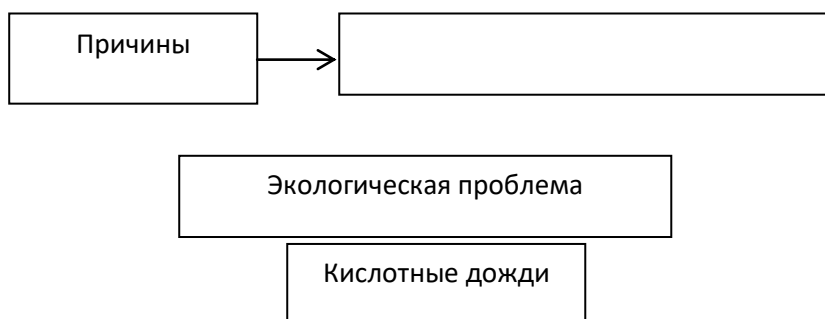 Причины
Экологическая проблема
Кислотные дожди